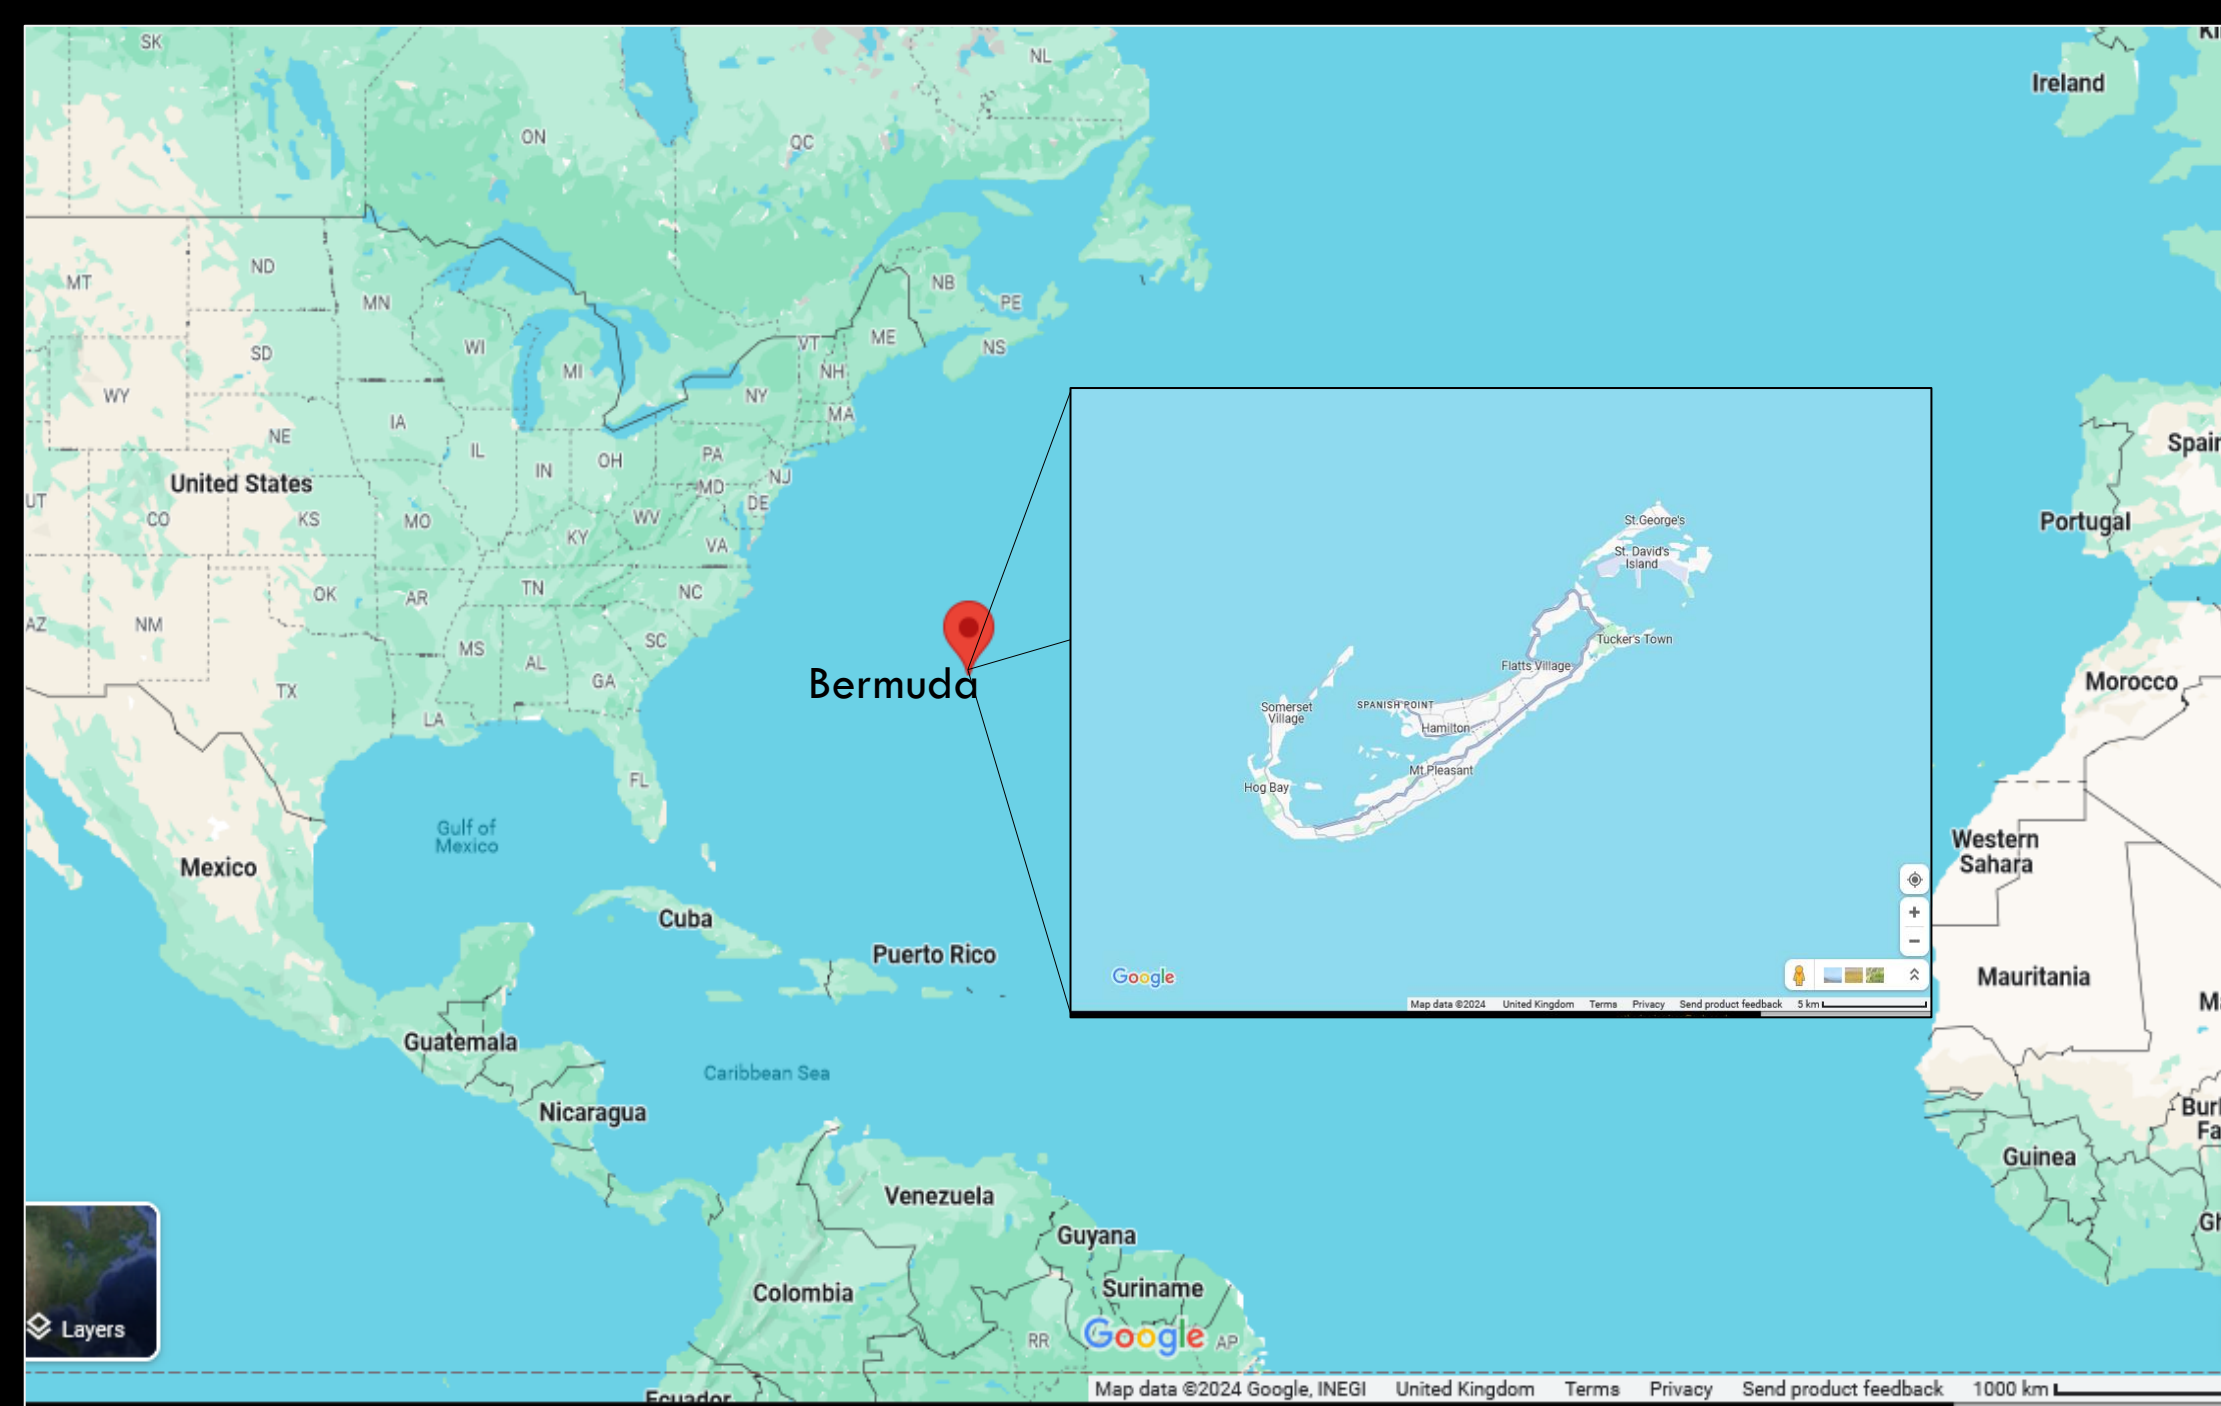 SK
NL
Ireland
ON
QC
ND
MT
MN
NB
PE
SD
WI
VT
ME
NS
MI
NH
WY
NY
MA
IA
NE
IL
PA
Spain
IN
OH
NJ
United States
MD
UT
DE
CO
KS
MO
WV
KY
VA
Portugal
TN
OK
AR
NC
AZ
NM
MS
SC
AL
GA
TX
LA
Bermuda
Morocco
FL
Gulf of
Mexico
Mexico
Western
Sahara
Cuba
Puerto Rico
Mauritania
Guatemala
Caribbean Sea
Nicaragua
Guinea
Venezuela
Guyana
Colombia
Suriname
RR
Google
AP
Layers
Ecuador
Map data ©2024 Google, INEGI United Kingdom Terms Privacy Send product feedback 1000 km
St.George's
St. David's
Island
Tucker's Town
Flatts Village
Somerset
Village
SPANISH POINT
Hamilton
Mt Pleasant
Hog Bay
Google
Map data ©2024 United Kingdom Terms Privacy Send product feedback 5 km